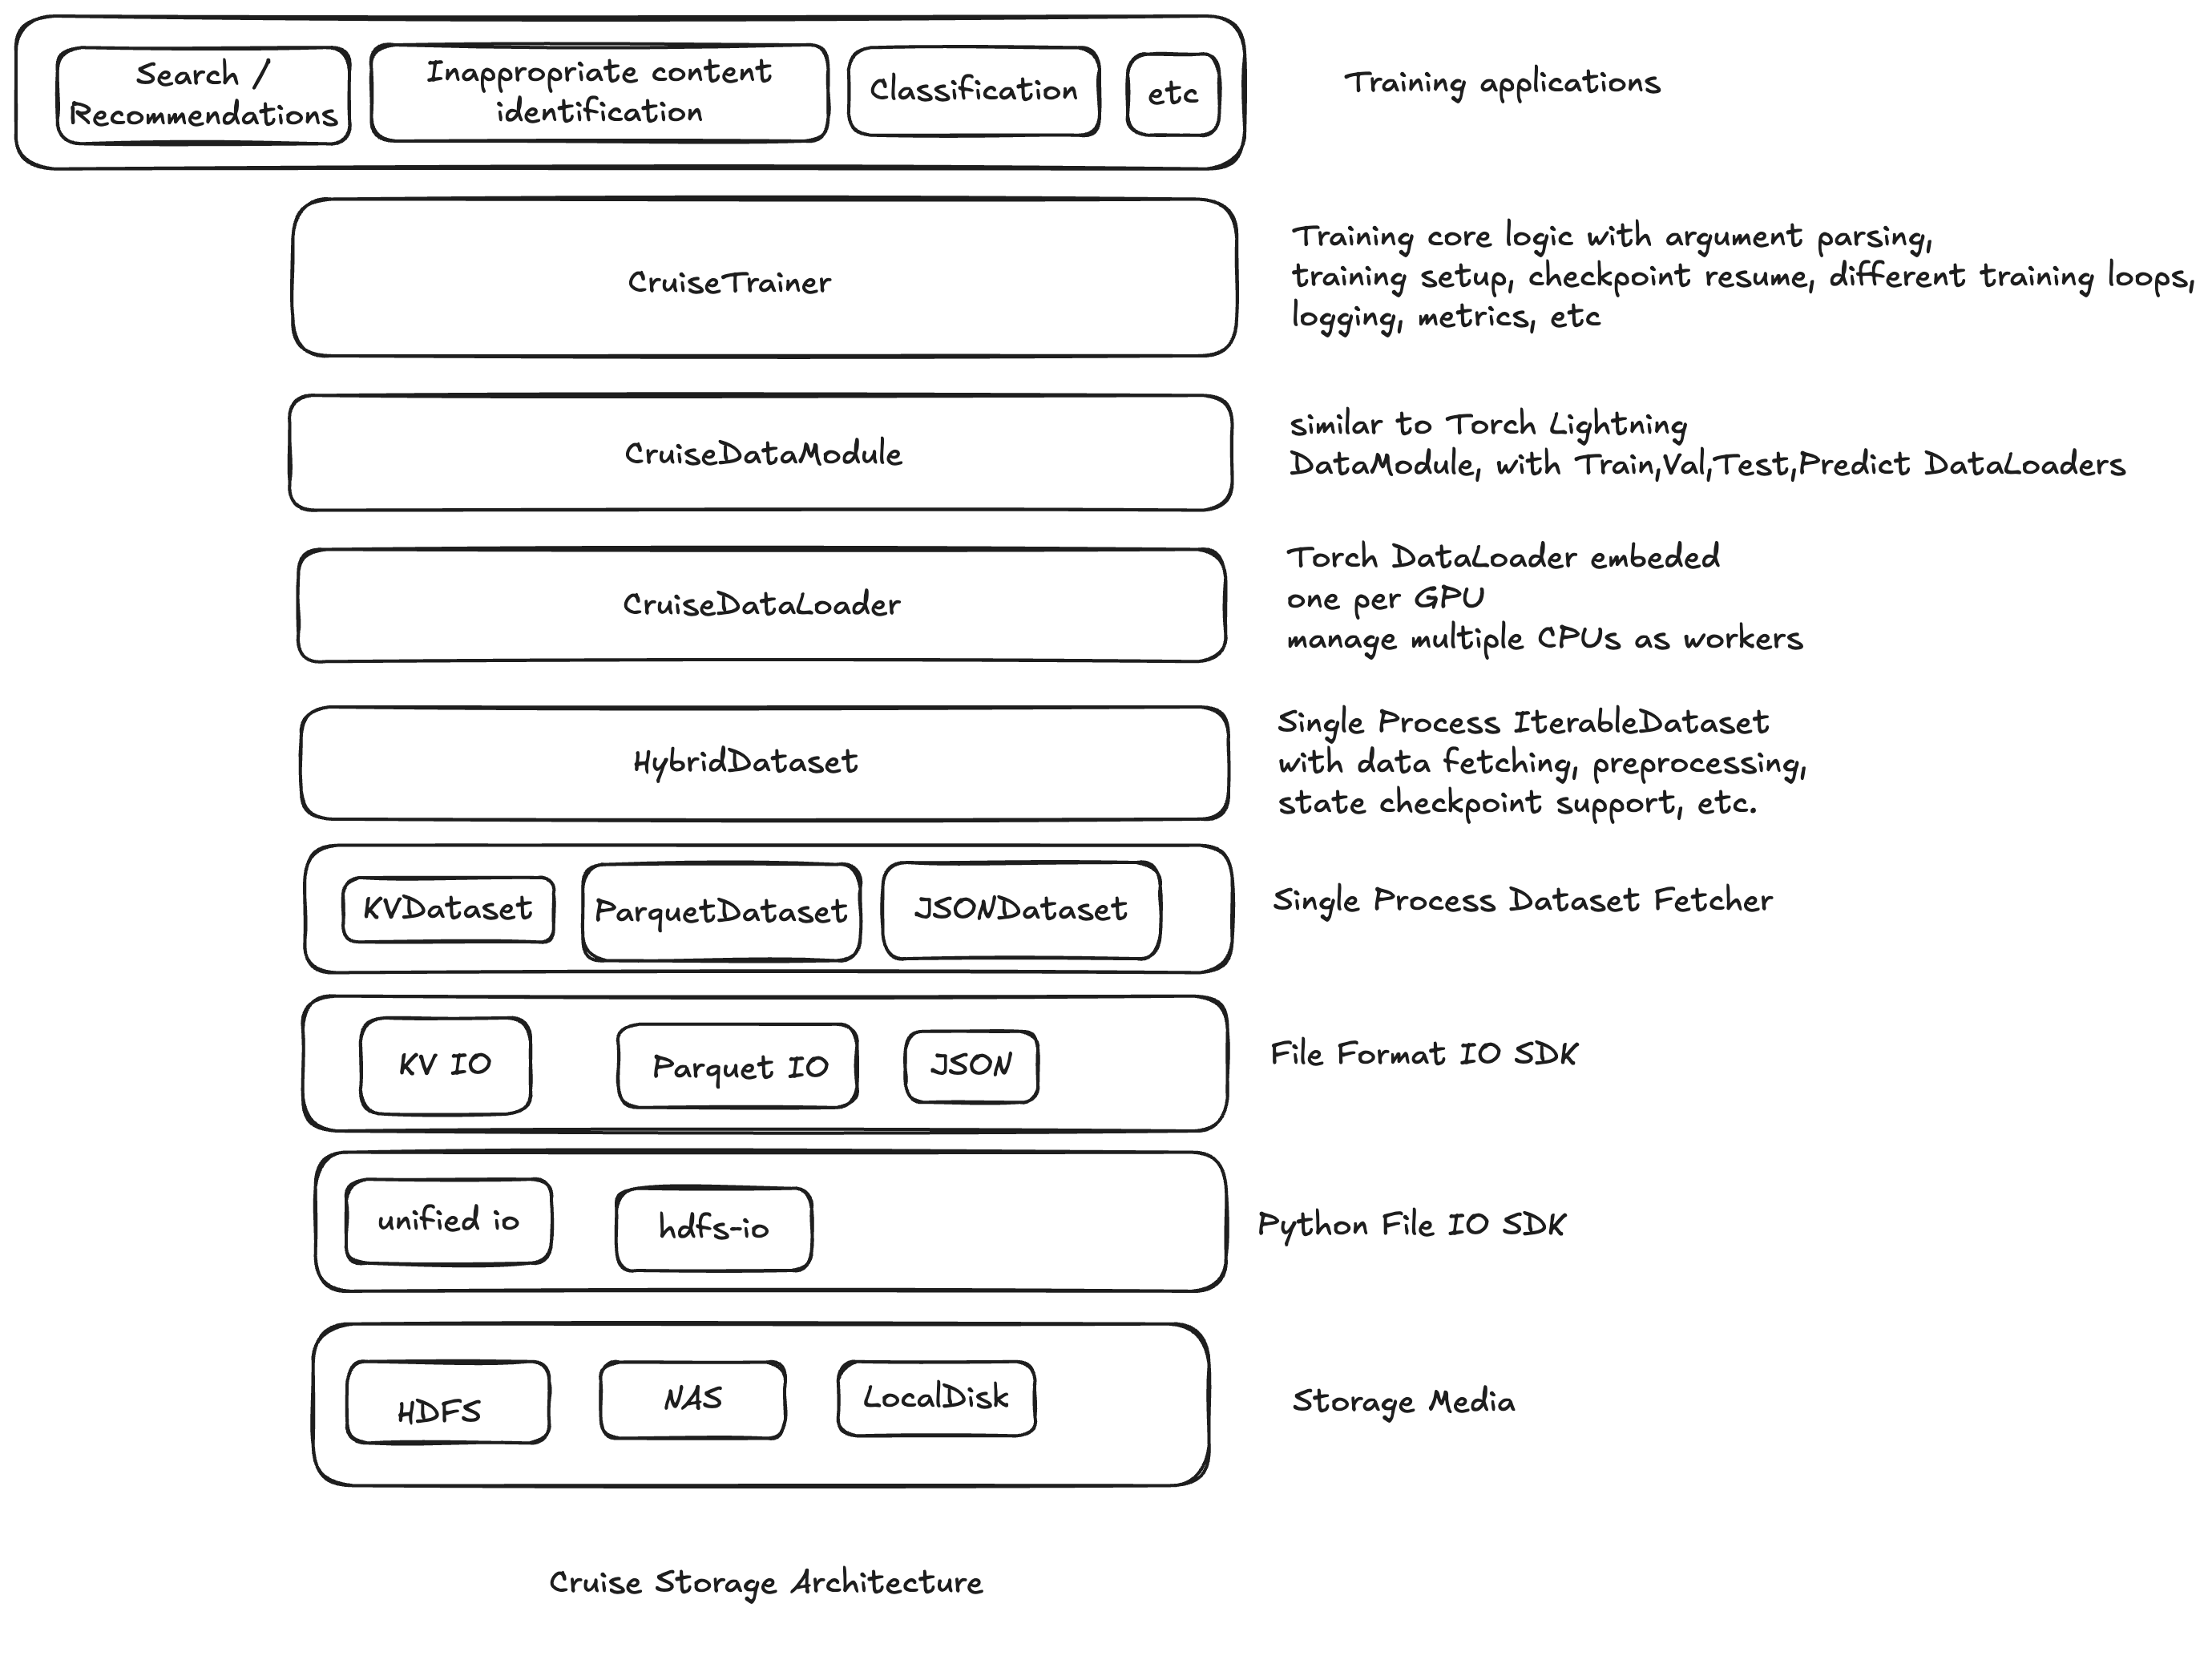 Search /
Recommendations
Inappropriate content
identification
Classification
etc
Training applications
CruiseTrainer
Training core logic with argument parsing,
training setup, checkpoint resume, different training loops,
logging, metrics, etc
CruiseDataModule
similar to Torch Lightning
DataModule, with Train,Val,Test,Predict DataLoaders
CruiseDataLoader
Torch DataLoader embeded
one per GPU
manage multiple CPUs as workers
HybridDataset
Single Process IterableDataset
with data fetching, preprocessing,
state checkpoint support, etc.
KVDataset
ParquetDataset
JSONDataset
Single Process Dataset Fetcher
KV IO
Parquet IO
JSON
File Format IO SDK
unified io
hdfs-io
Python File IO SDK
HDFS
NAS
LocalDisk
Storage Media
Cruise Storage Architecture